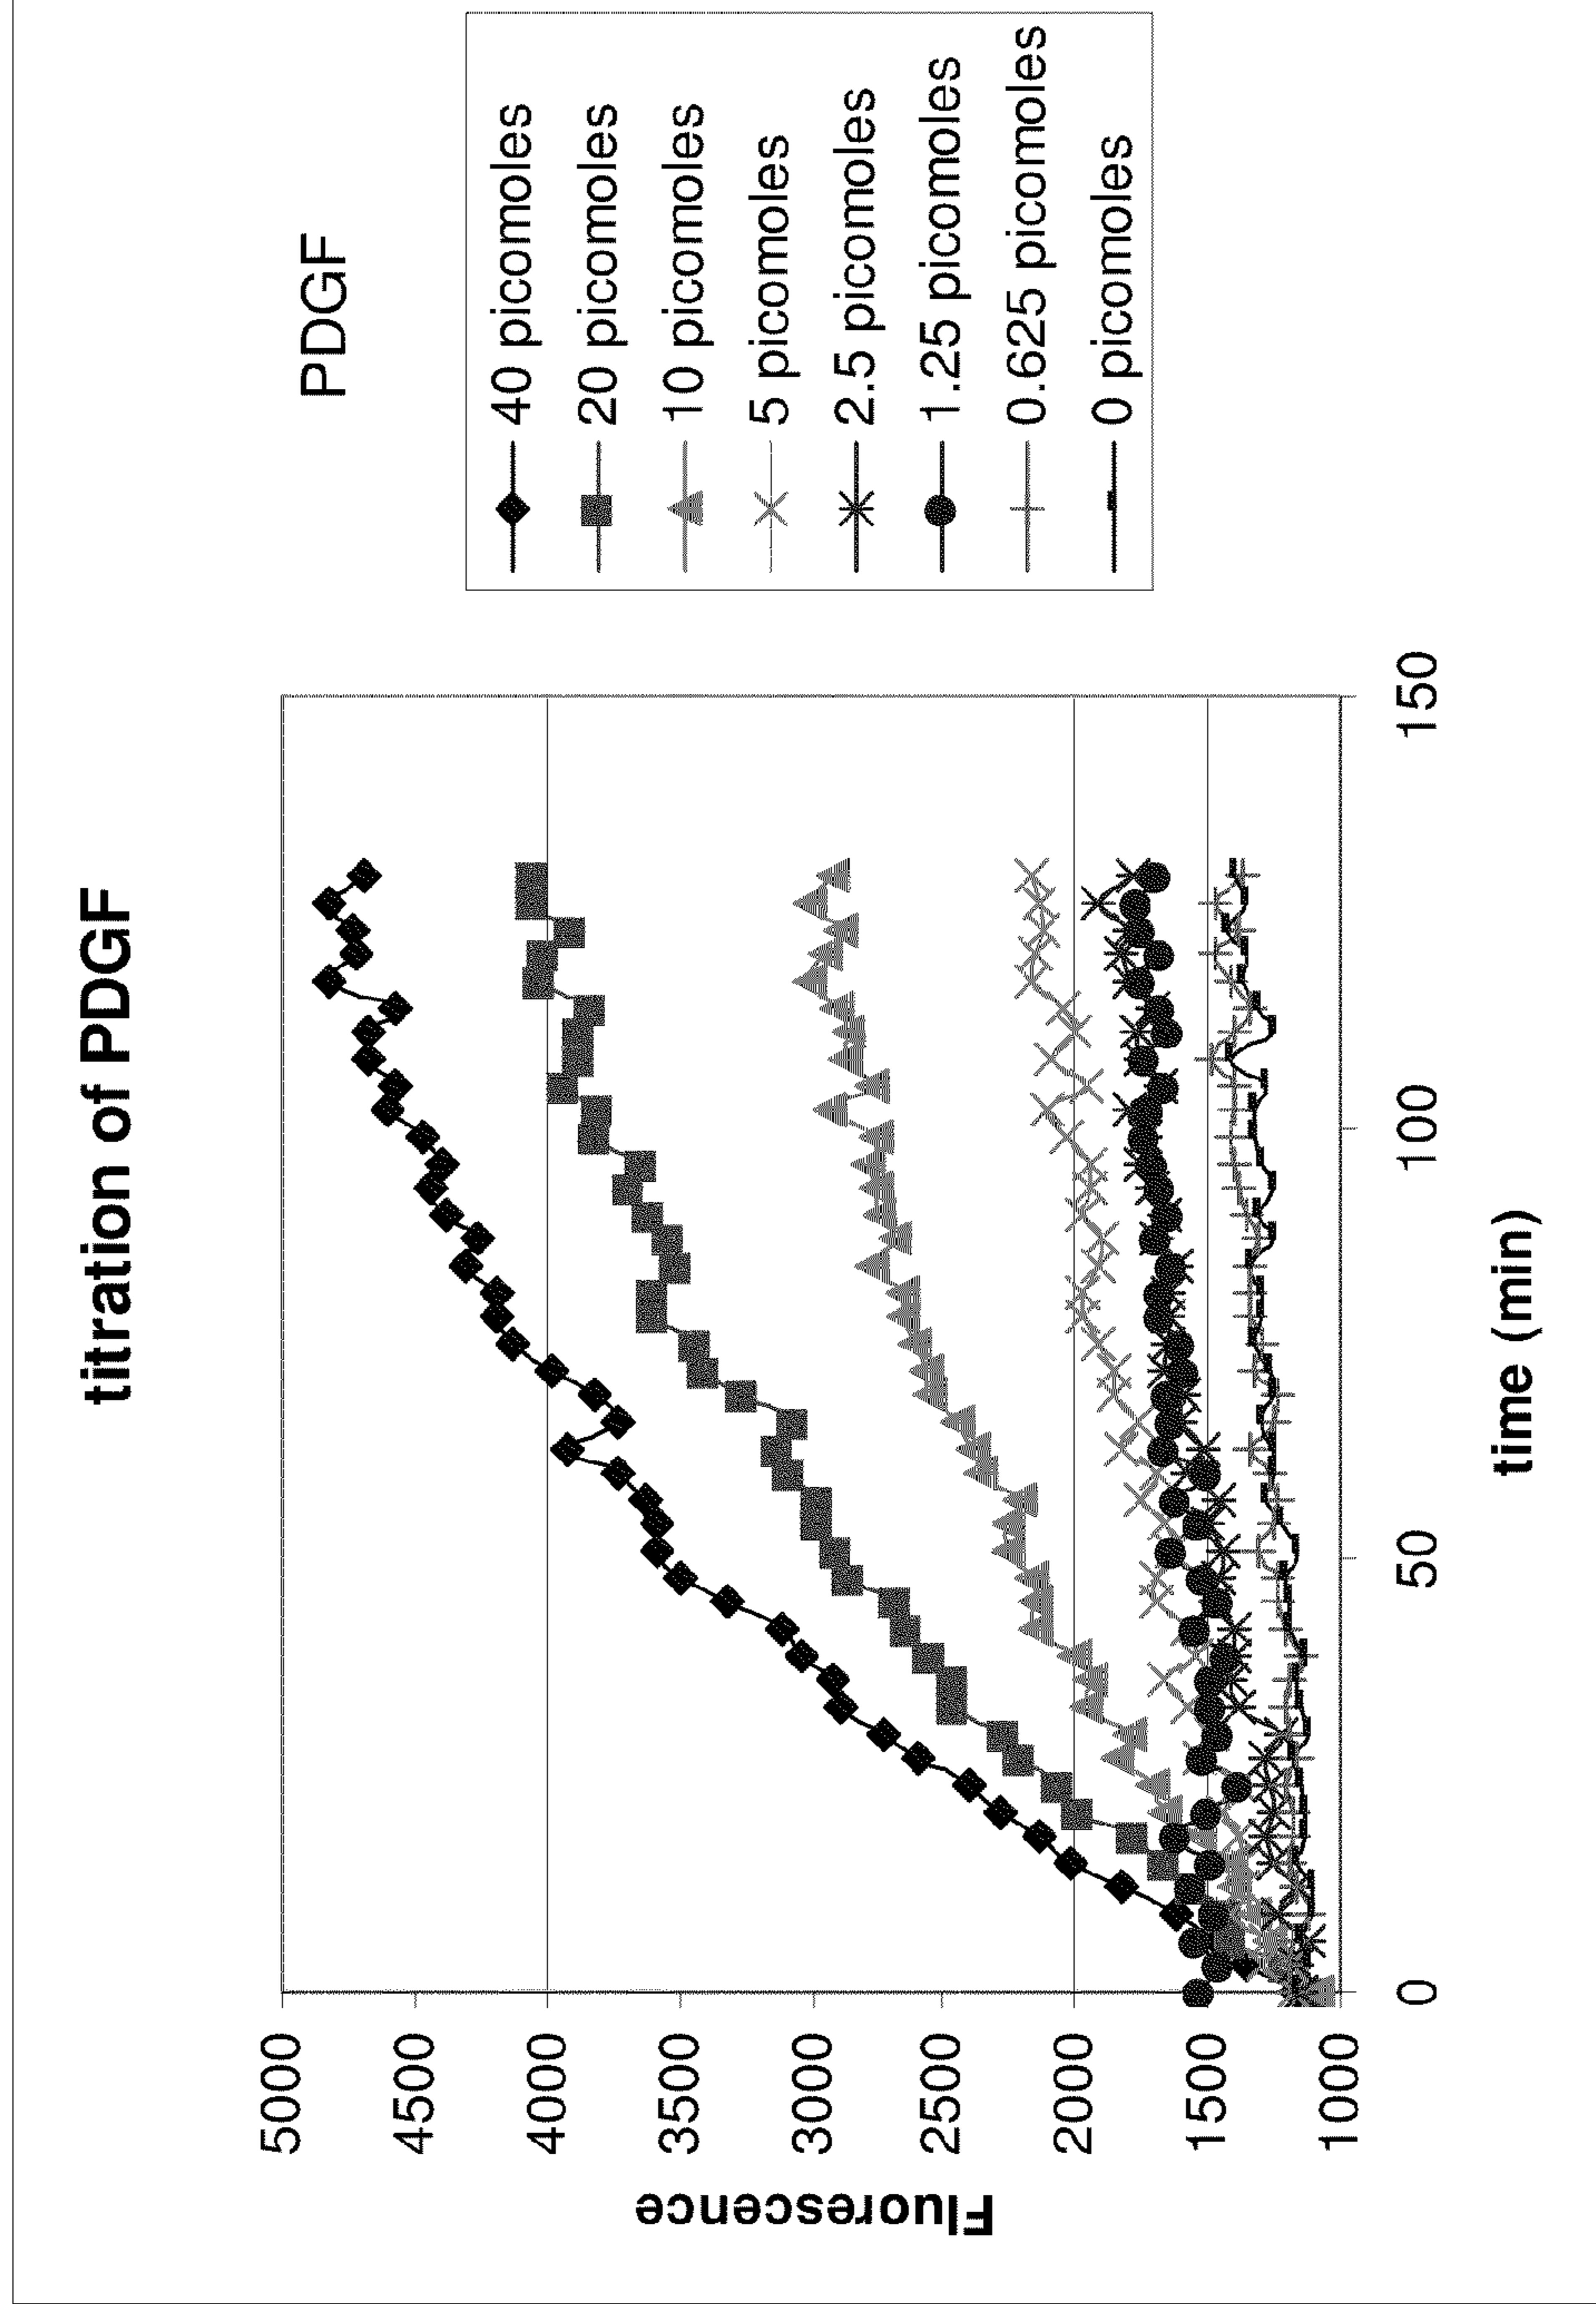 titration of PDGF
Fluorescence
5000
4500
4000
3500
3000
2500
2000
1500
1000
0
50
100
150
time (min)
PDGF
40 picomoles
20 picomoles
10 picomoles
5 picomoles
2.5 picomoles
1.25 picomoles
0.625 picomoles
0 picomoles